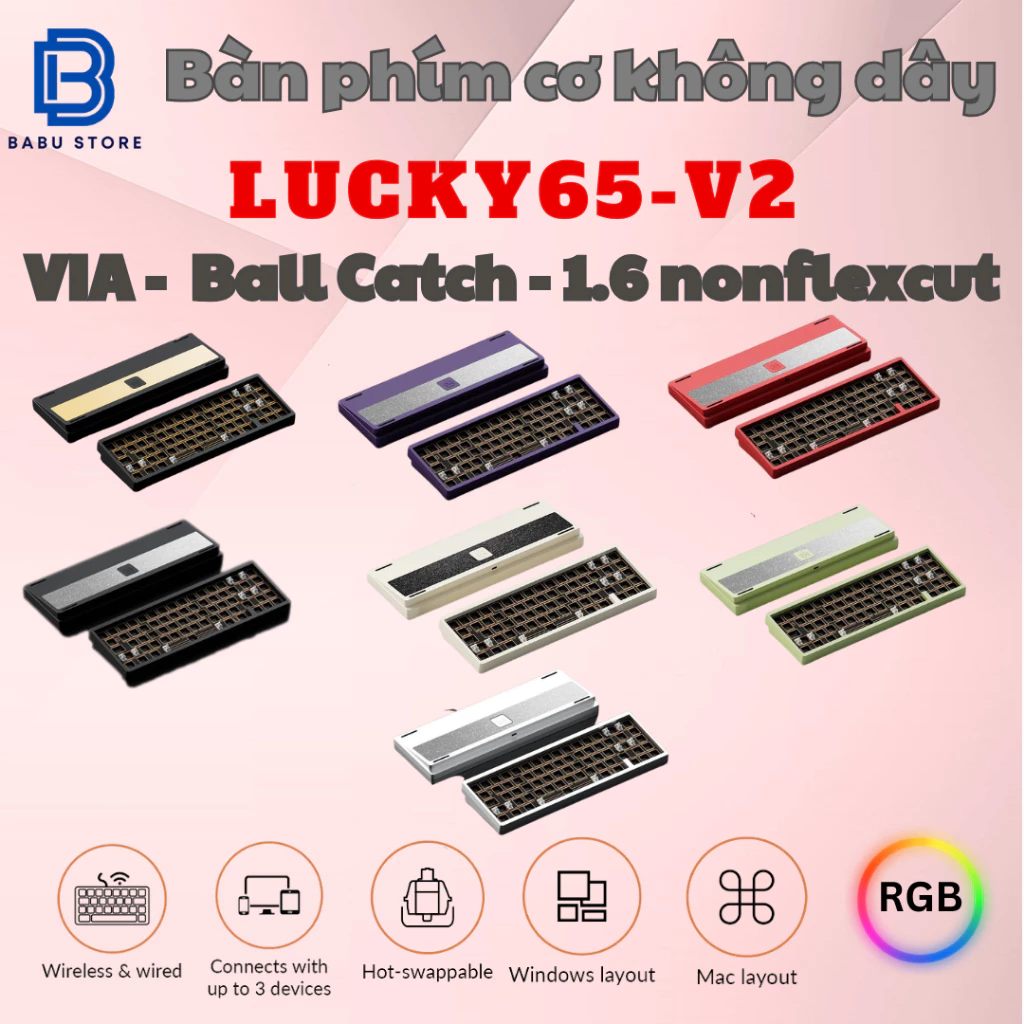 BABU STORE
Bàn phím cơ không dây
LUCKY65-V2
VIA - Ball Catch - 1.6 nonflexcut
Wireless & wired
Connects with
up to 3 devices
Hot-swappable
Windows layout
Mac layout
RGB